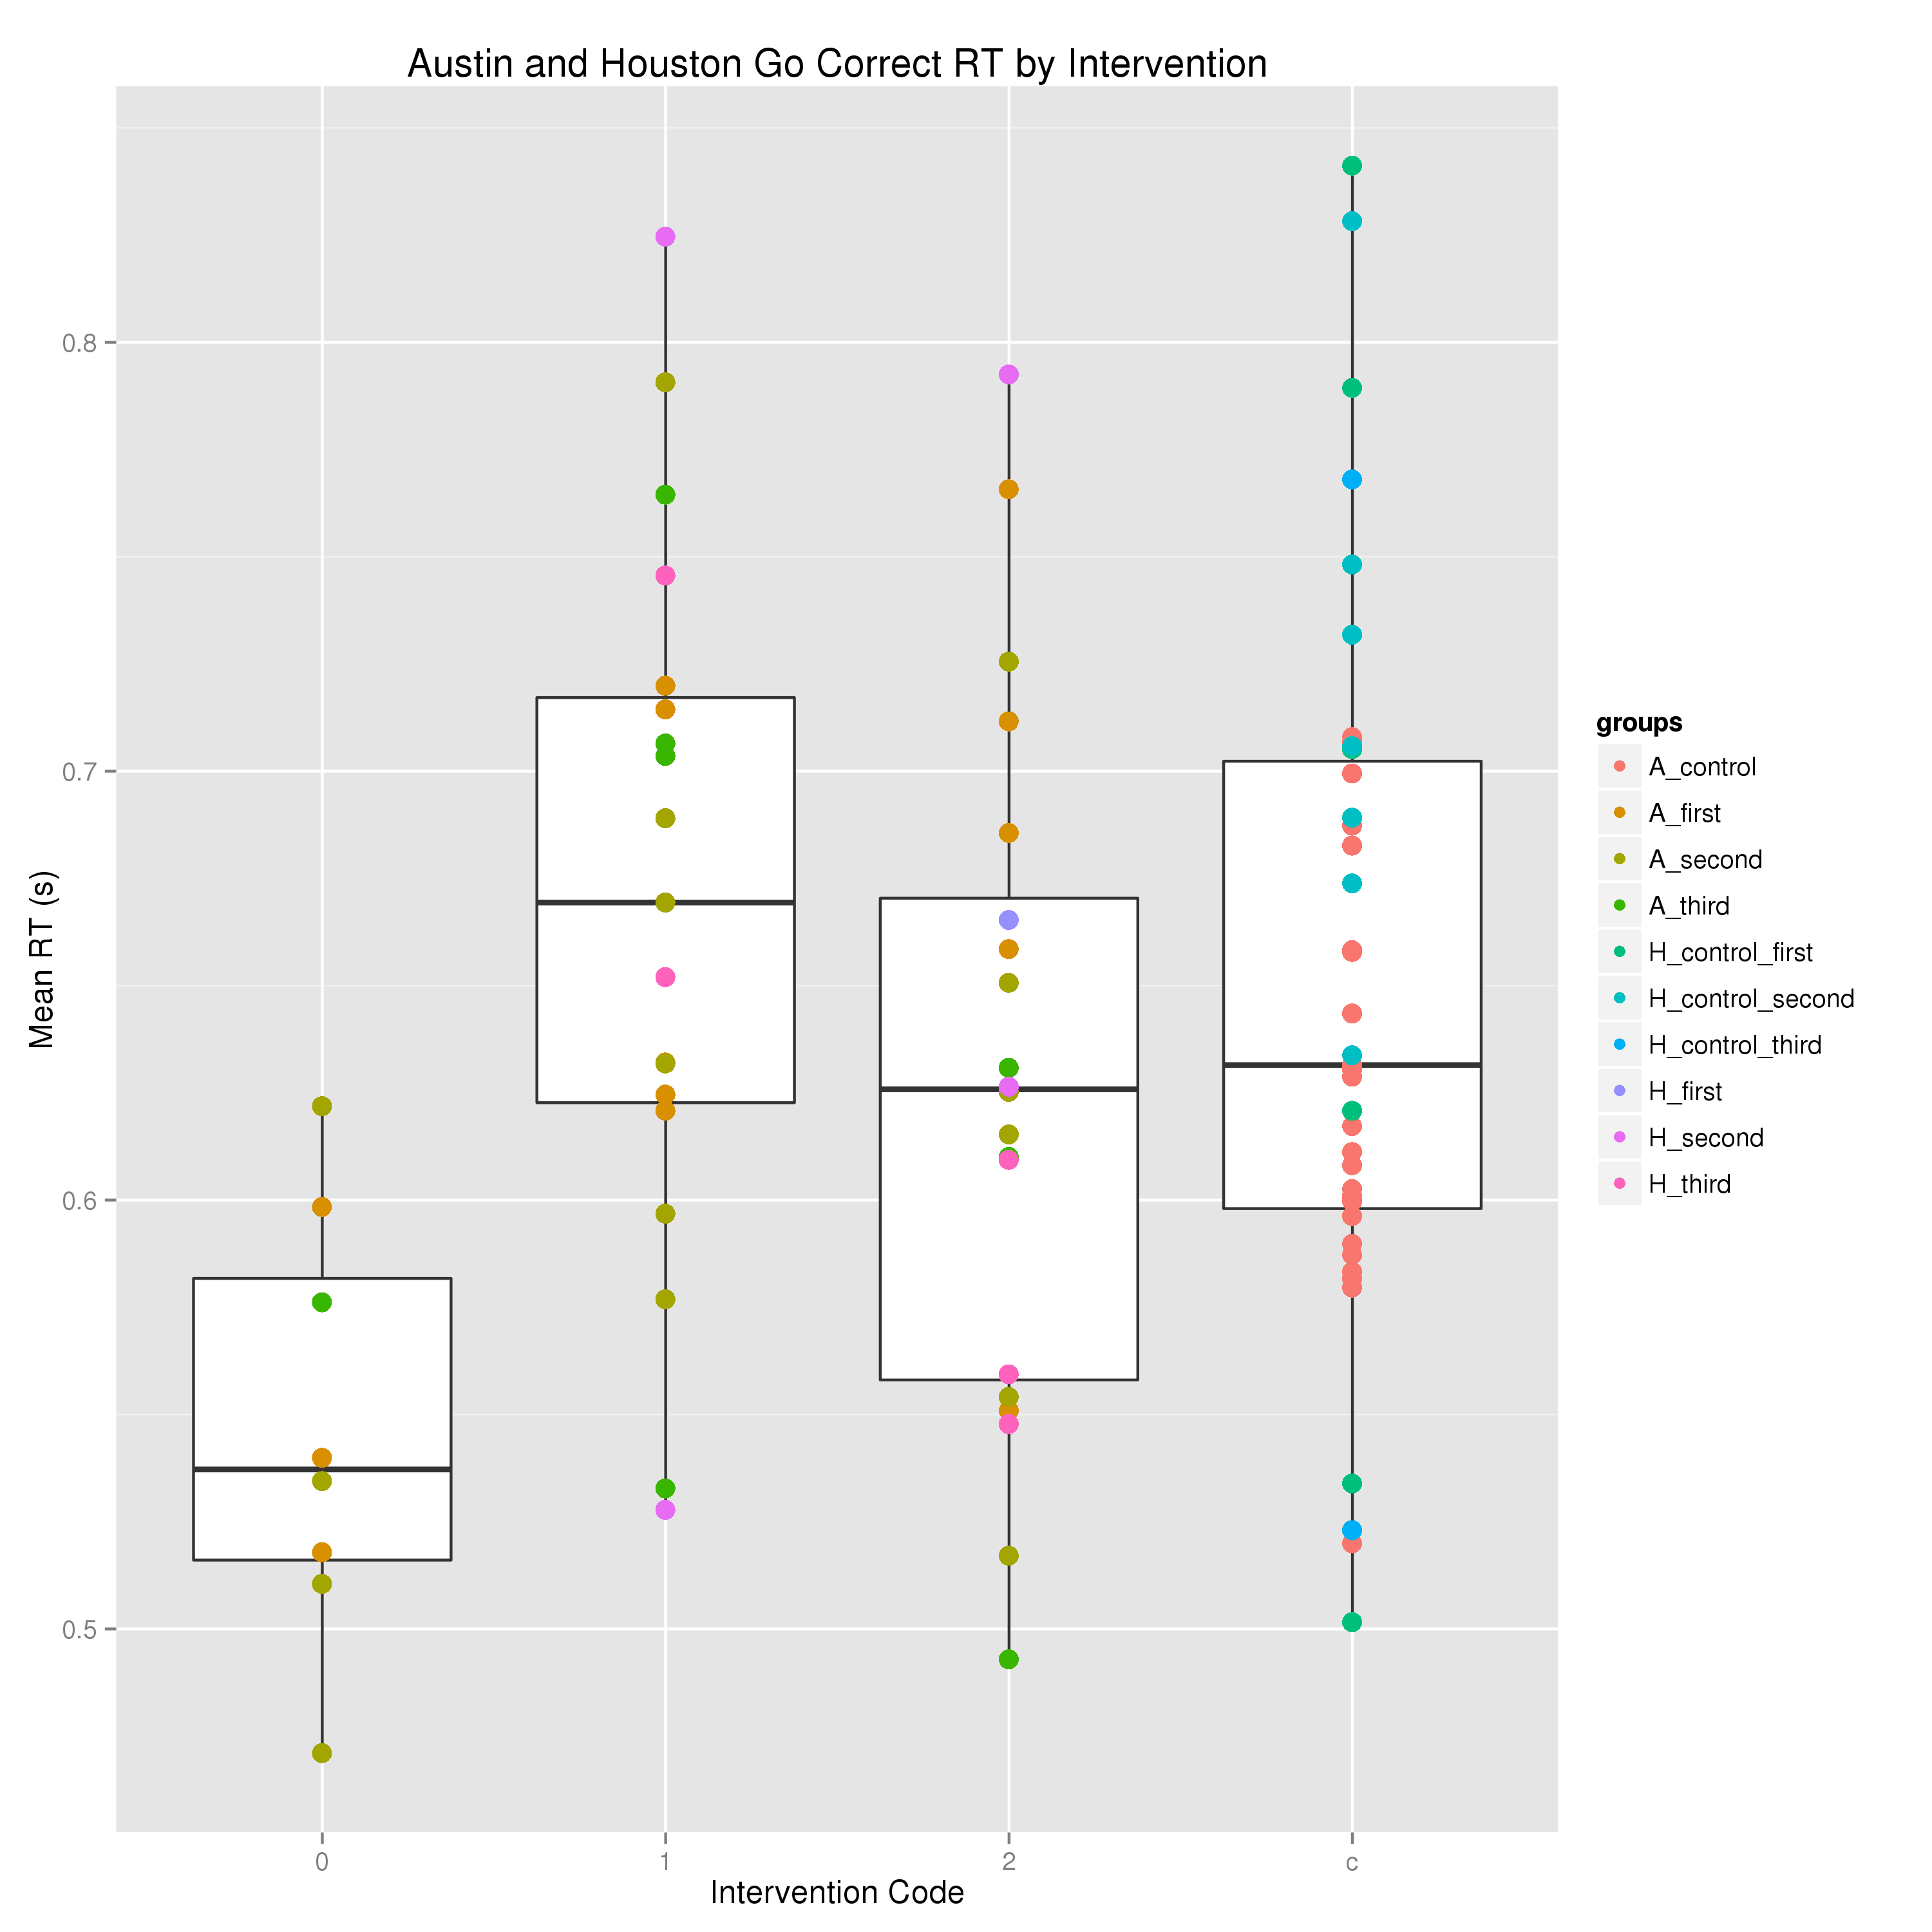 Austin and Houston Go Correct RT by Intervention
Mean RT (s)
0.8
0.7
0.6
0.5
0
1
2
c
Intervention Code
groups
A_control
A_first
A_second
A_third
H_control_first
H_control_second
H_control_third
H_first
H_second
H_third